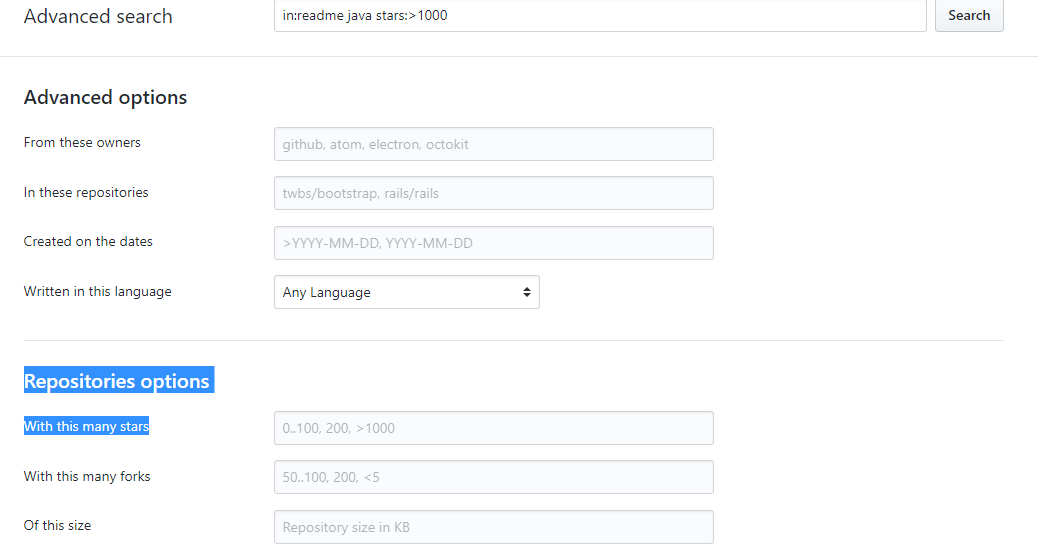 Advanced search in:readme java stars:>1000 Search
Advanced options
From these owners github, atom, electron, octokit
In these repositories twbs/bootstrap, rails/rails
Created on the dates >YYYY-MM-DD, YYYY-MM-DD
Written in this language Any Language
Repositories options
With this many stars 0..100, 200, >1000
With this many forks 50..100, 200, <5
Of this size Repository size in KB